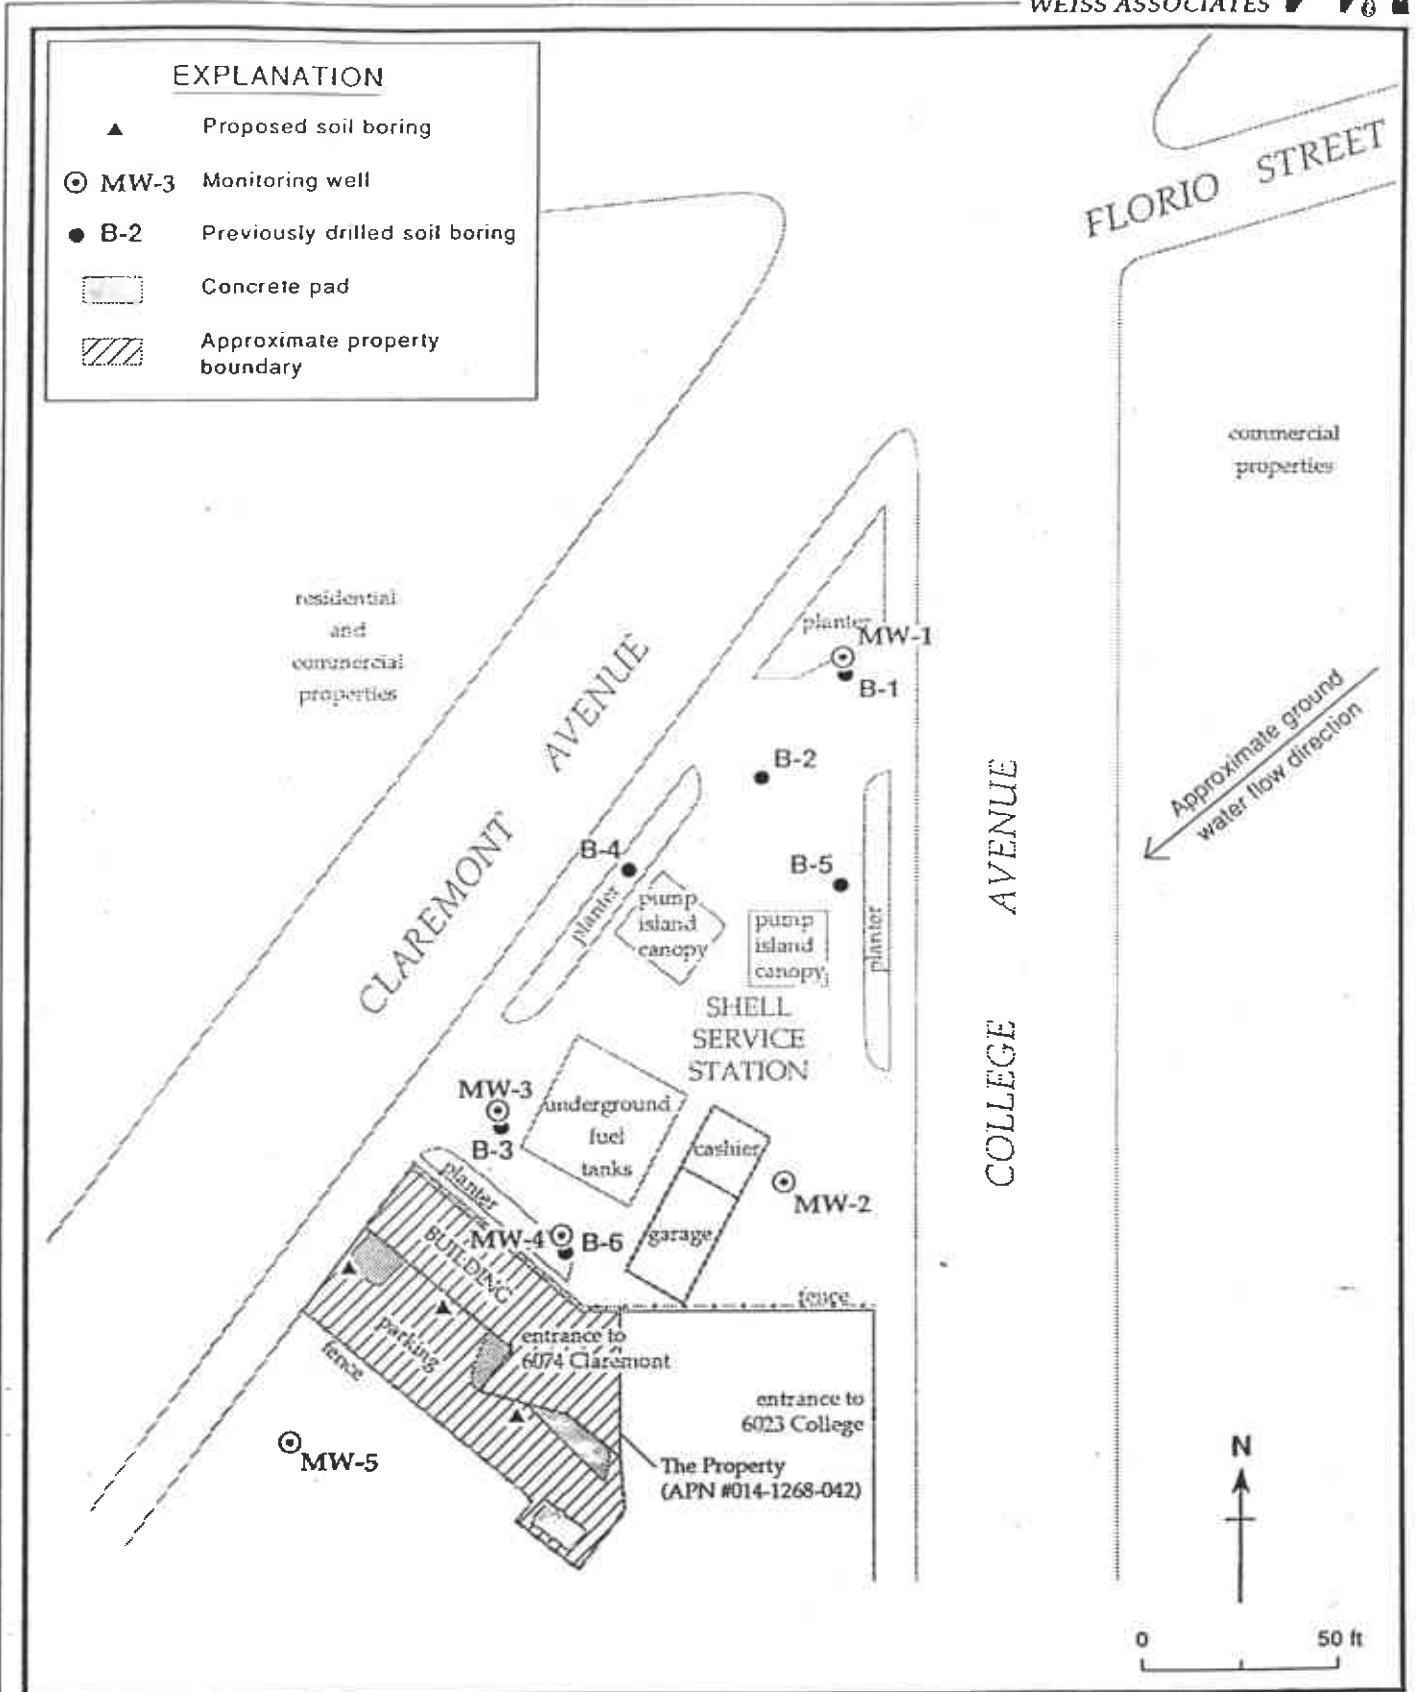 WEISS ASSOCIATES
EXPLANATION
Proposed soil boring
MW-3 Monitoring well
B-2 Previously drilled soil boring
Concrete pad
Approximate property
boundary
FLORIO STREET
commercial
properties
residential
and
commercial
properties
CLAREMONT AVENUE
planter
MW-1
B-1
B-2
Approximate ground
water flow direction
B-4
B-5
planter
pump
island
canopy
pump
island
canopy
planter
COLLEGE AVENUE
SHELL
SERVICE
STATION
MW-3
B-3
underground
fuel
tanks
cashier
garage
MW-2
planter
MW-4
B-6
BUILDING
fence
parking
fence
entrance to
6074 Claremont
entrance to
6023 College
The Property
(APN #014-1268-042)
MW-5
N
0 50 ft